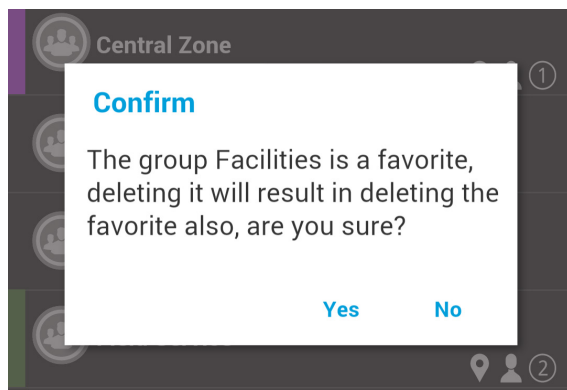 Central Zone
1
Confirm
The group Facilities is a favorite,
deleting it will result in deleting the
favorite also, are you sure?
Yes No
2